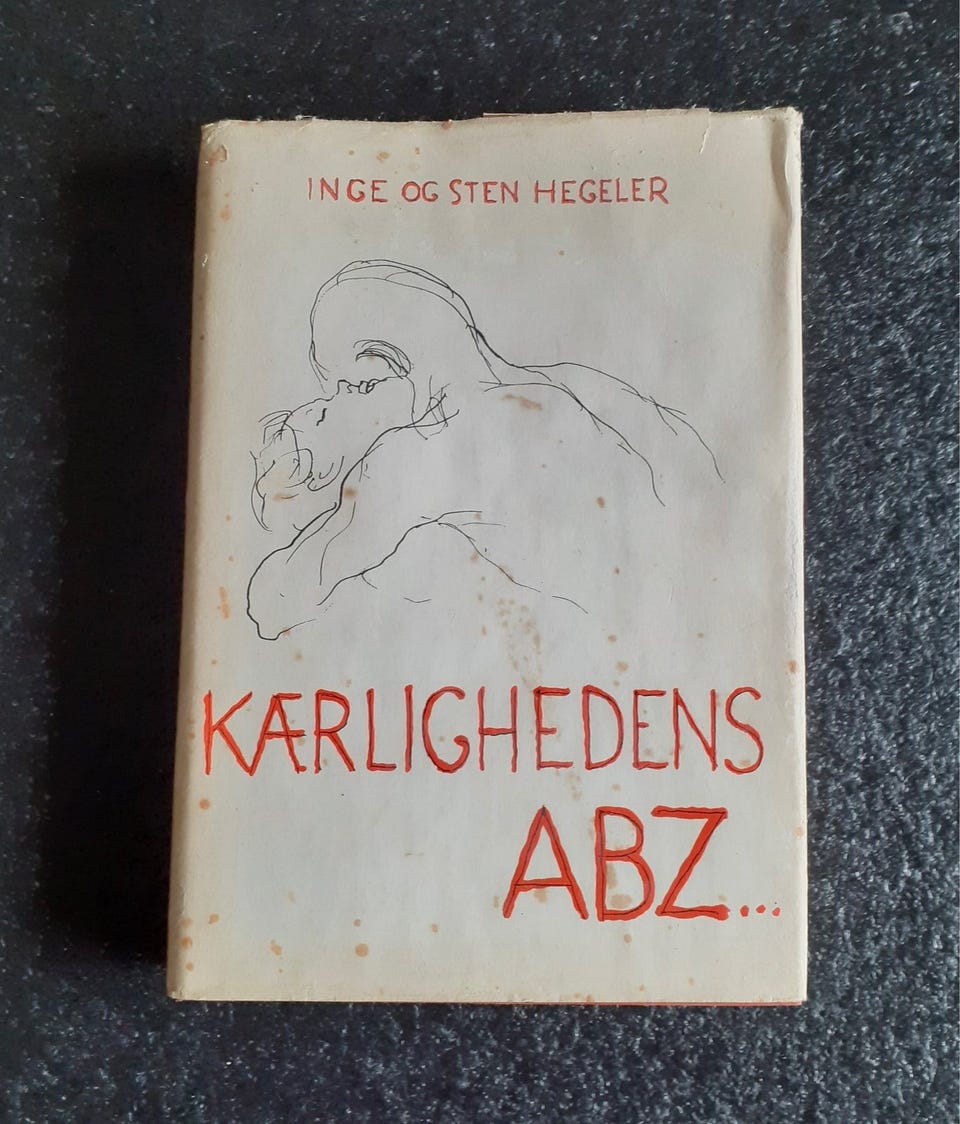 INGE OG STEN HEGELER
KÆRLIGHEDENS
ABZ...